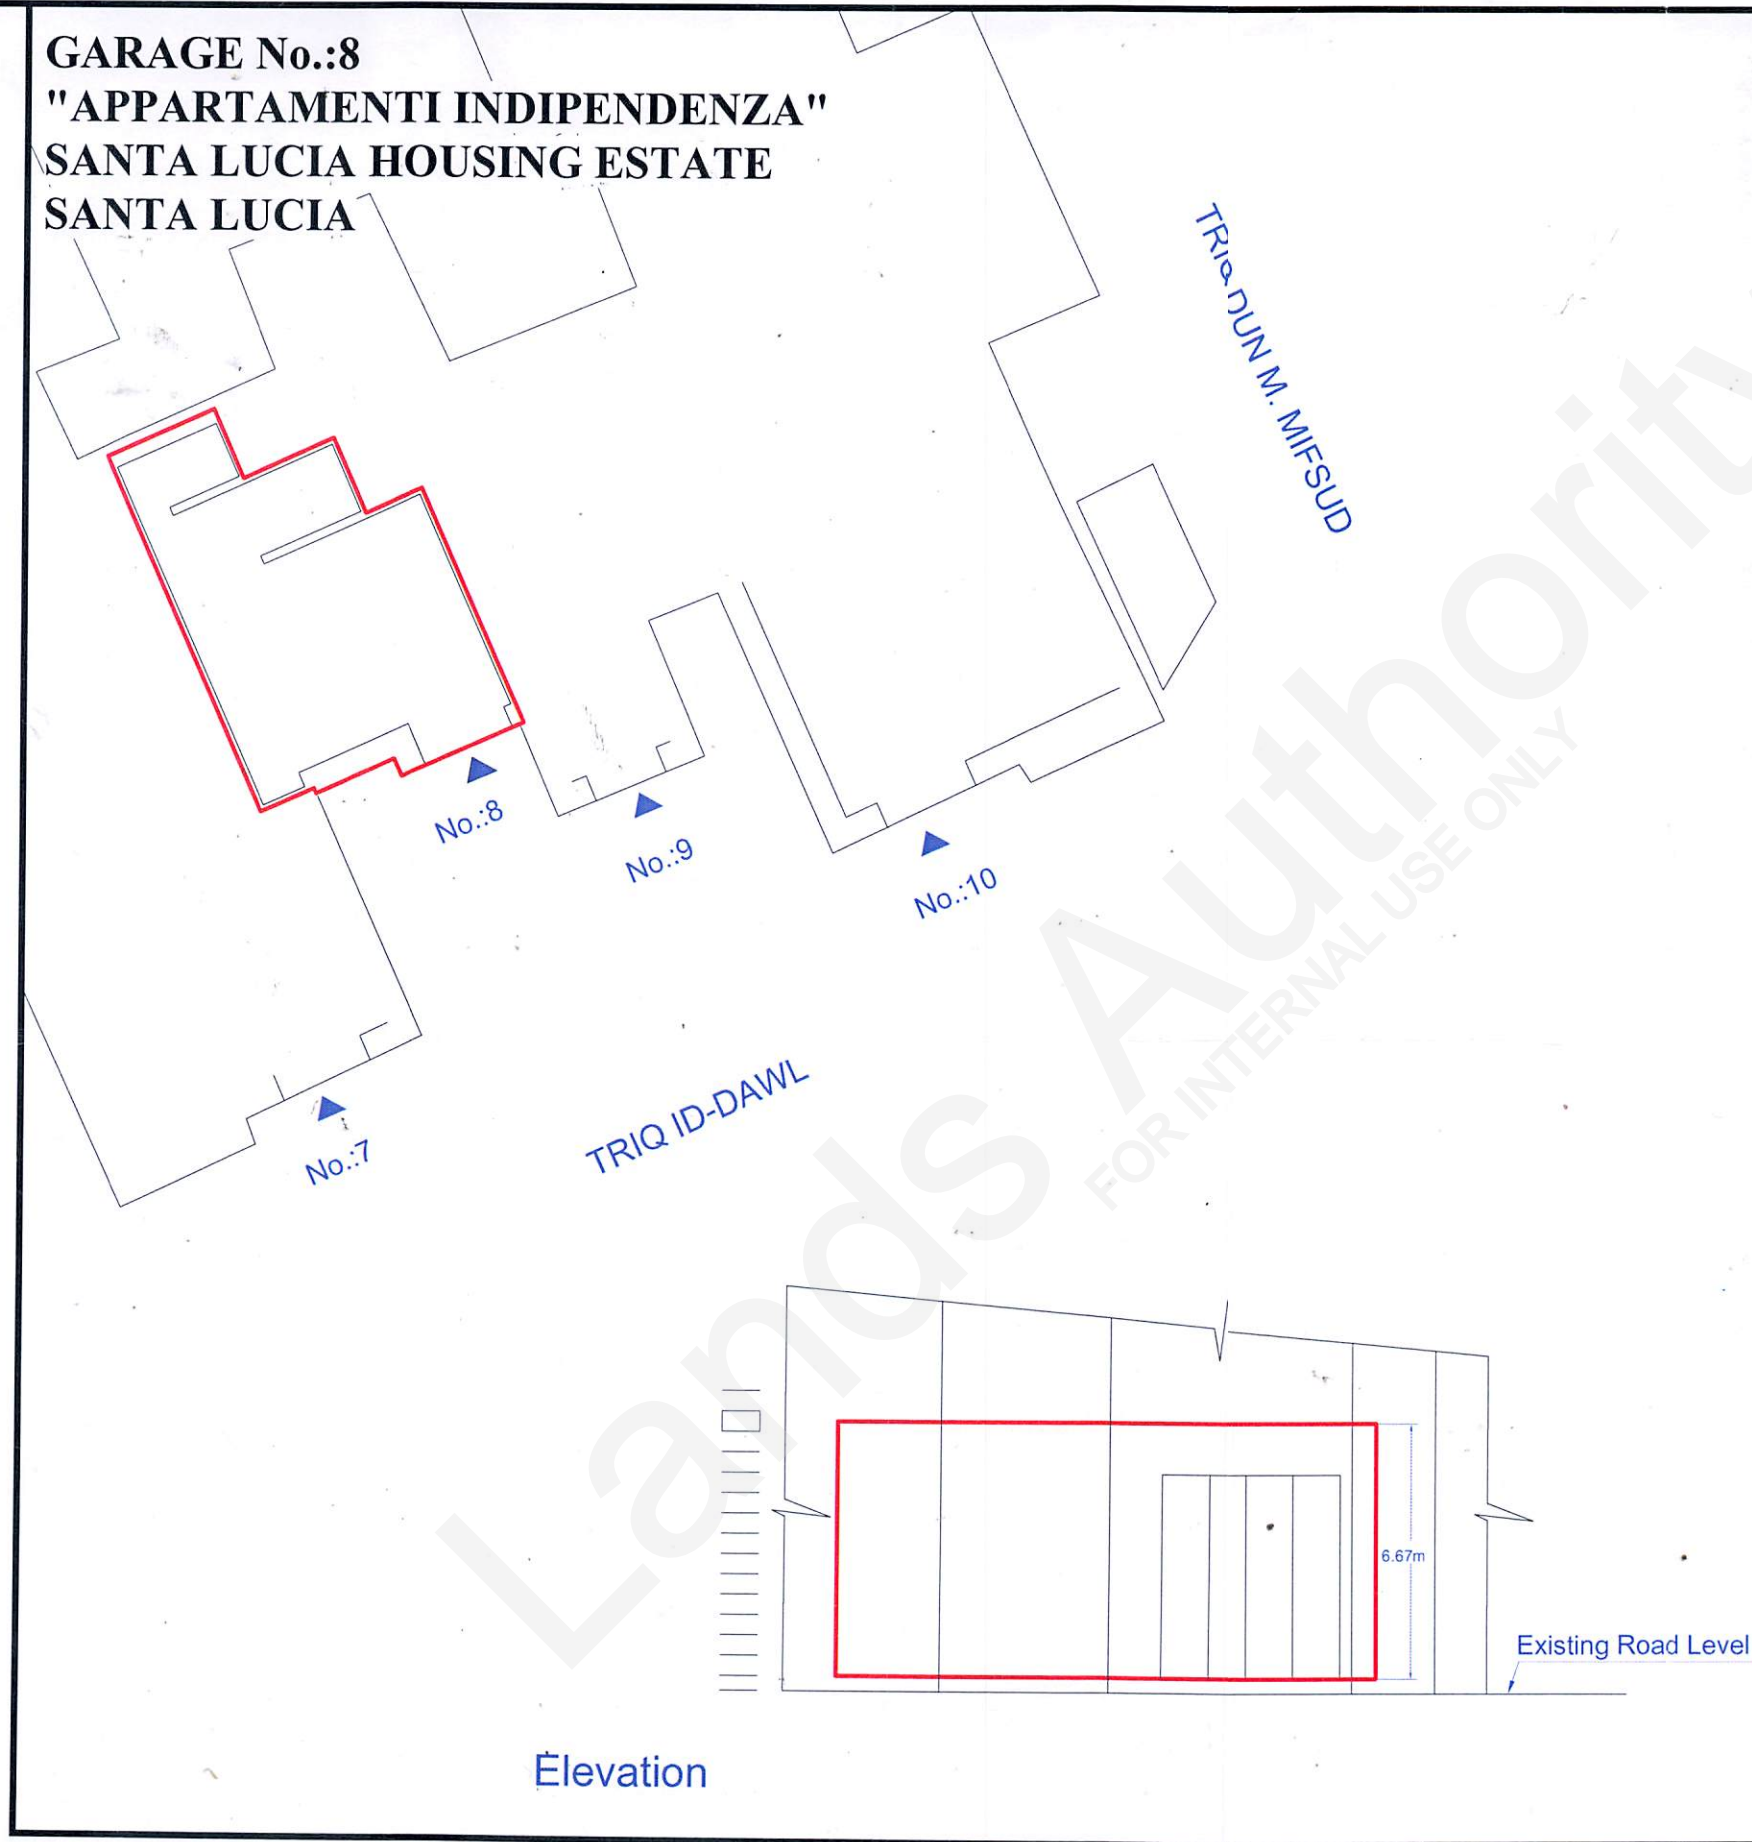 GARAGE No.:8
"APPARTAMENTI INDIPENDENZA"
SANTA LUCIA HOUSING ESTATE
SANTA LUCIA
TRIQ DUN M. MIFSUD
No.:8
No.:9
No.:10
No.:7
TRIQ ID-DAWL
6.67m
Existing Road Level
Elevation
Lands Authority
FOR INTERNAL USE ONLY